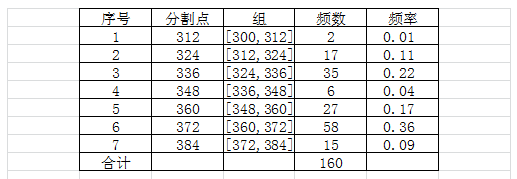 序号 分割点 组 频数 频率
1 312 [300,312] 2 0.01
2 324 [312,324] 17 0.11
3 336 [324,336] 35 0.22
4 348 [336,348] 6 0.04
5 360 [348,360] 27 0.17
6 372 [360,372] 58 0.36
7 384 [372,384] 15 0.09
合计 160